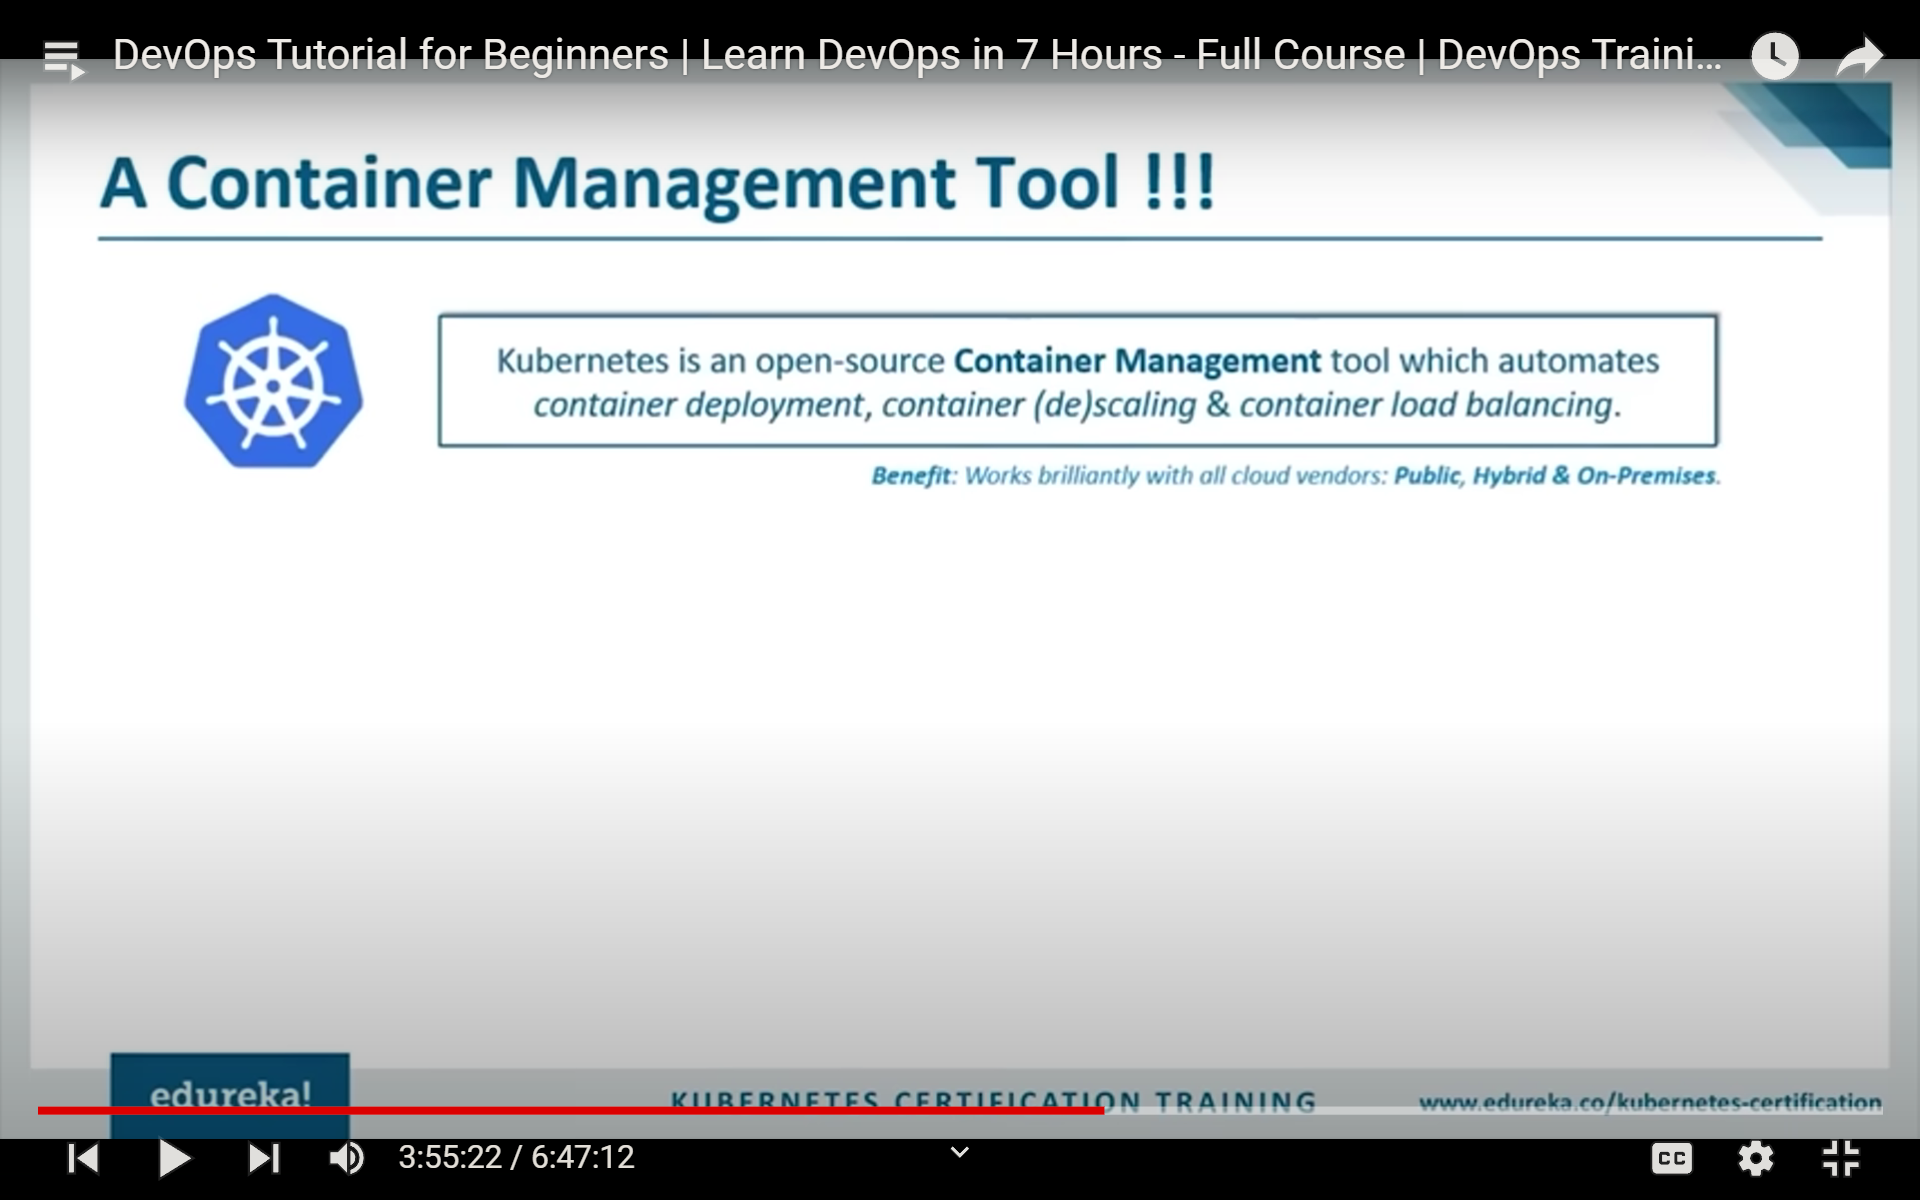 DevOps Tutorial for Beginners | Learn DevOps in 7 Hours - Full Course | DevOps Traini...
A Container Management Tool !!!
Kubernetes is an open-source Container Management tool which automates
container deployment, container (de)scaling & container load balancing.
Benefit: Works brilliantly with all cloud vendors: Public, Hybrid & On-Premises.
edureka!
KUBERNETES CERTIFICATION TRAINING
www.edureka.co/kubernetes-certification
3:55:22 / 6:47:12
CC